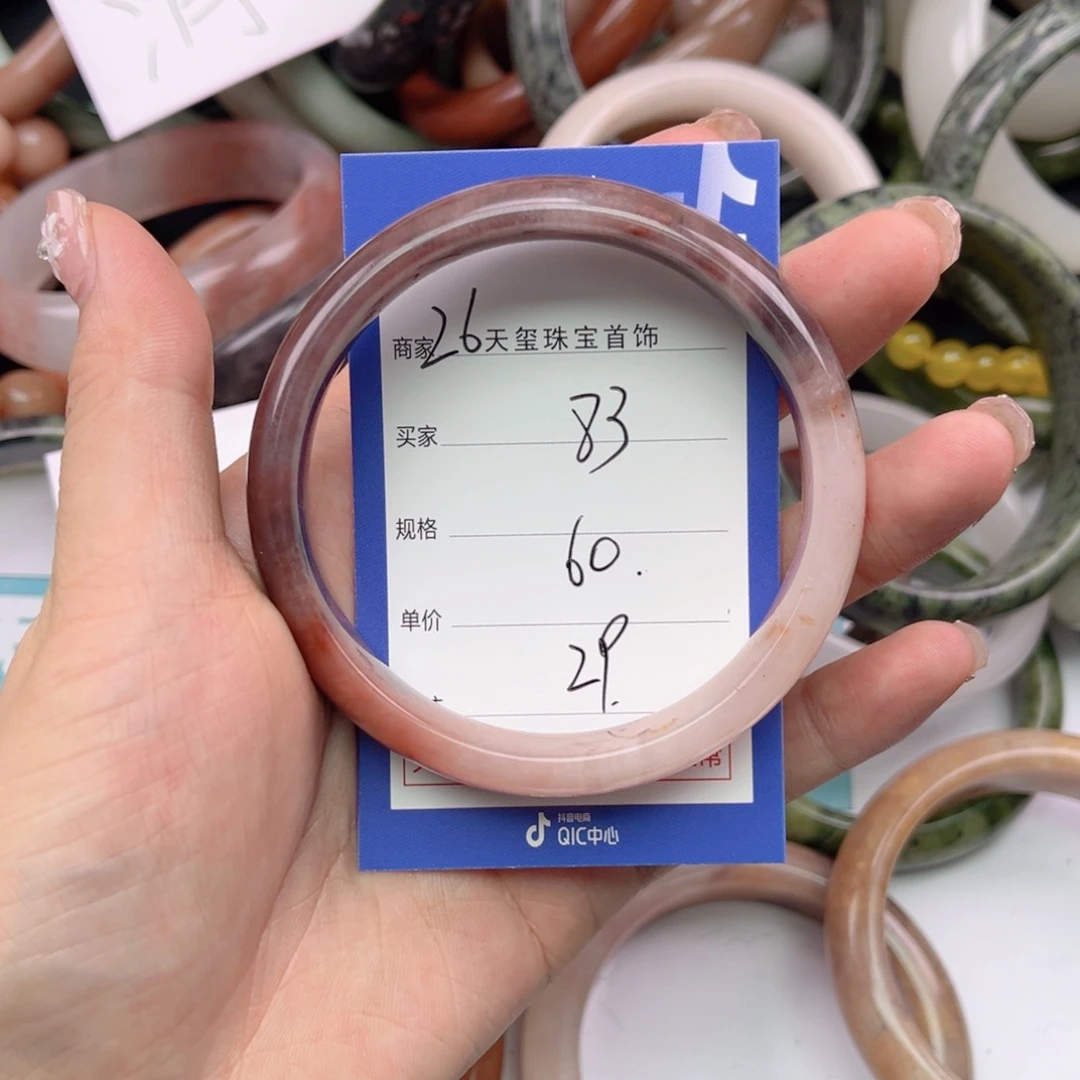 商家 26 天玺珠宝首饰
买家 83
规格 60.
单价 29.
抖音电商
QIC中心